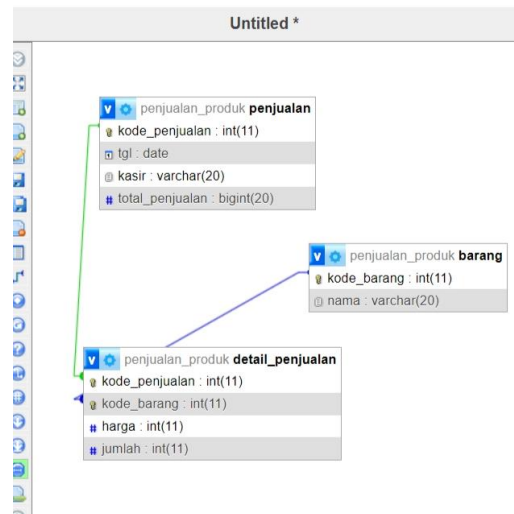 Untitled *
v penjualan_produk penjualan
kode_penjualan : int(11)
tgl : date
kasir : varchar(20)
# total_penjualan : bigint(20)
v penjualan_produk barang
kode_barang : int(11)
nama : varchar(20)
v penjualan_produk detail_penjualan
kode_penjualan : int(11)
kode_barang : int(11)
# harga : int(11)
# jumlah : int(11)